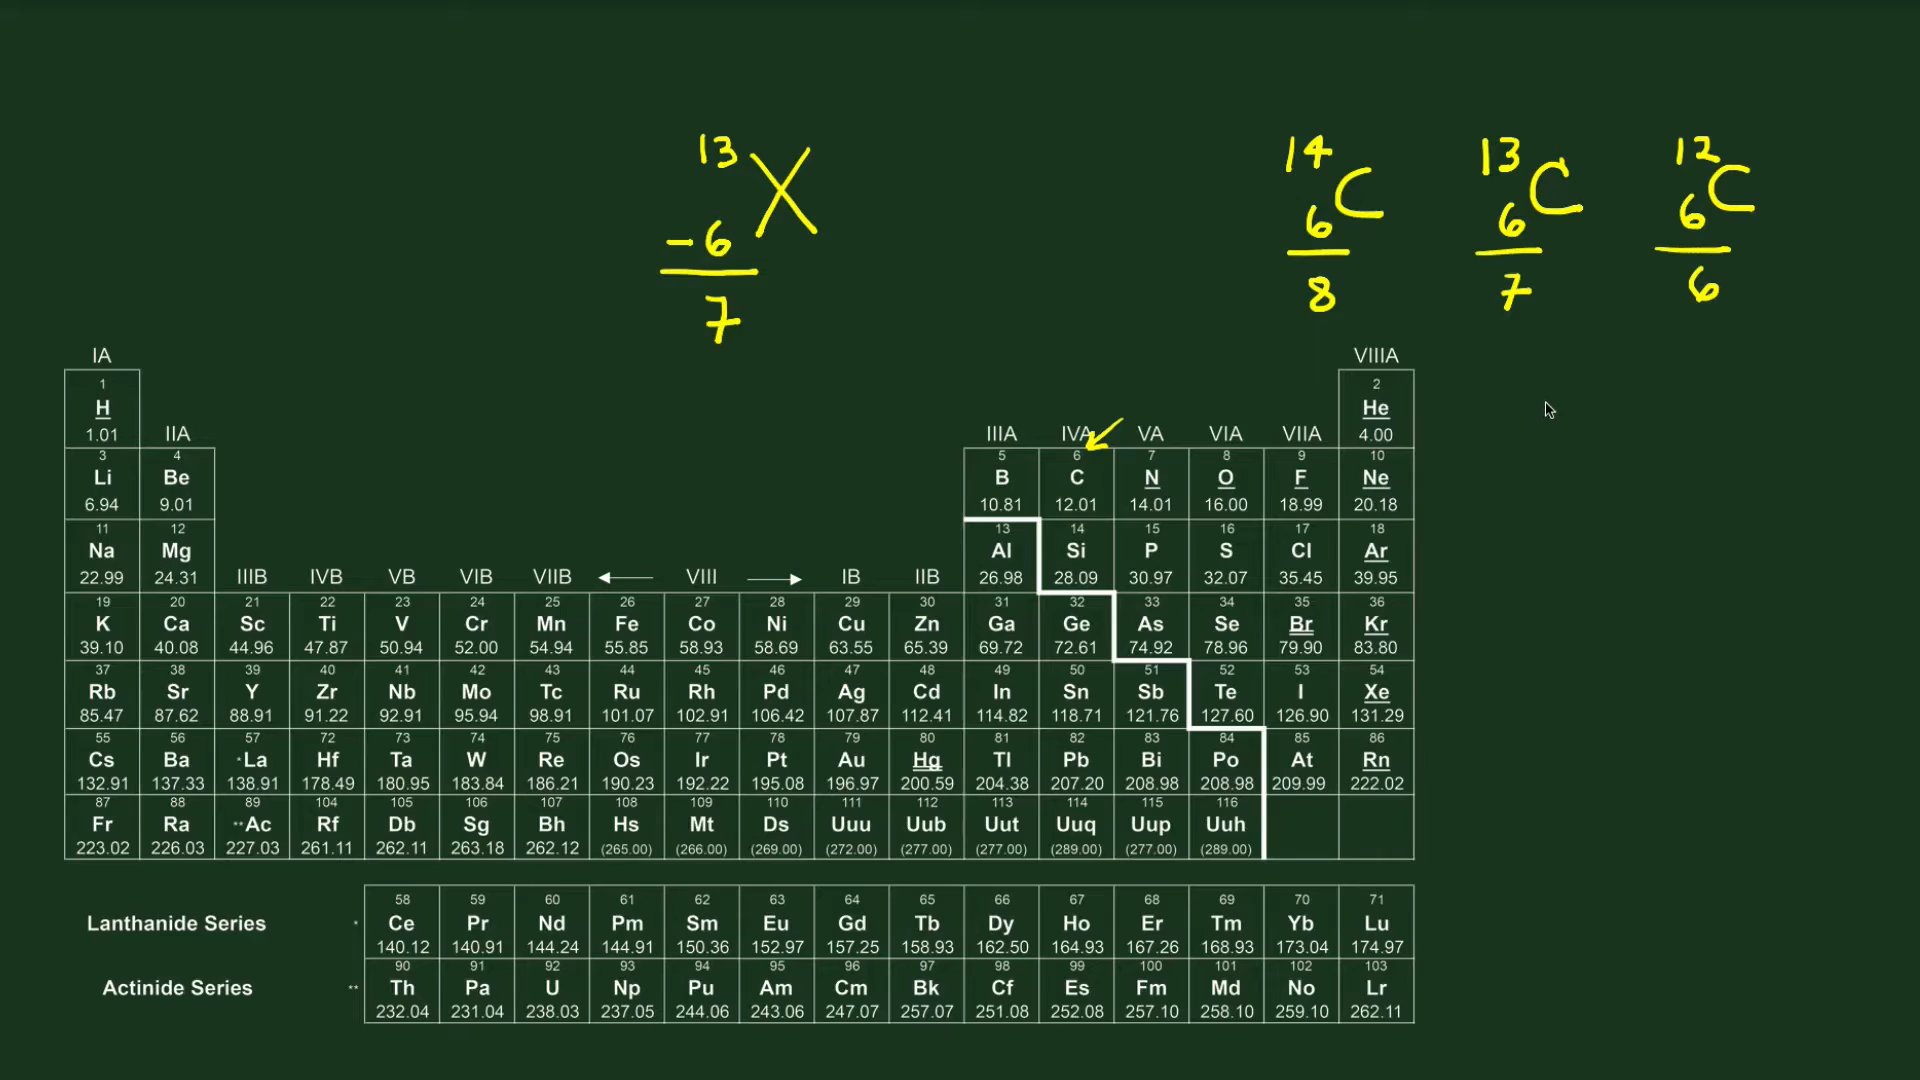 13 X
- 6
7
14 C 13 C 12 C
6 6 6
8 7 6
IA VIIIA
1 2
H He
1.01 IIA IIIA IVA VA VIA VIIA 4.00
3 4 5 6 7 8 9 10
Li Be B C N O F Ne
6.94 9.01 10.81 12.01 14.01 16.00 18.99 20.18
11 12 13 14 15 16 17 18
Na Mg Al Si P S Cl Ar
22.99 24.31 IIIB IVB VB VIB VIIB VIII IB IIB 26.98 28.09 30.97 32.07 35.45 39.95
19 20 21 22 23 24 25 26 27 28 29 30 31 32 33 34 35 36
K Ca Sc Ti V Cr Mn Fe Co Ni Cu Zn Ga Ge As Se Br Kr
39.10 40.08 44.96 47.87 50.94 52.00 54.94 55.85 58.93 58.69 63.55 65.39 69.72 72.61 74.92 78.96 79.90 83.80
37 38 39 40 41 42 43 44 45 46 47 48 49 50 51 52 53 54
Rb Sr Y Zr Nb Mo Tc Ru Rh Pd Ag Cd In Sn Sb Te I Xe
85.47 87.62 88.91 91.22 92.91 95.94 98.91 101.07 102.91 106.42 107.87 112.41 114.82 118.71 121.76 127.60 126.90 131.29
55 56 57 72 73 74 75 76 77 78 79 80 81 82 83 84 85 86
Cs Ba *La Hf Ta W Re Os Ir Pt Au Hg Tl Pb Bi Po At Rn
132.91 137.33 138.91 178.49 180.95 183.84 186.21 190.23 192.22 195.08 196.97 200.59 204.38 207.20 208.98 208.98 209.99 222.02
87 88 89 104 105 106 107 108 109 110 111 112 113 114 115 116
Fr Ra **Ac Rf Db Sg Bh Hs Mt Ds Uuu Uub Uut Uuq Uup Uuh
223.02 226.03 227.03 261.11 262.11 263.18 262.12 (265.00) (266.00) (269.00) (272.00) (277.00) (277.00) (289.00) (277.00) (289.00)
58 59 60 61 62 63 64 65 66 67 68 69 70 71
Lanthanide Series * Ce Pr Nd Pm Sm Eu Gd Tb Dy Ho Er Tm Yb Lu
140.12 140.91 144.24 144.91 150.36 152.97 157.25 158.93 162.50 164.93 167.26 168.93 173.04 174.97
90 91 92 93 94 95 96 97 98 99 100 101 102 103
Actinide Series ** Th Pa U Np Pu Am Cm Bk Cf Es Fm Md No Lr
232.04 231.04 238.03 237.05 244.06 243.06 247.07 257.07 251.08 252.08 257.10 258.10 259.10 262.11